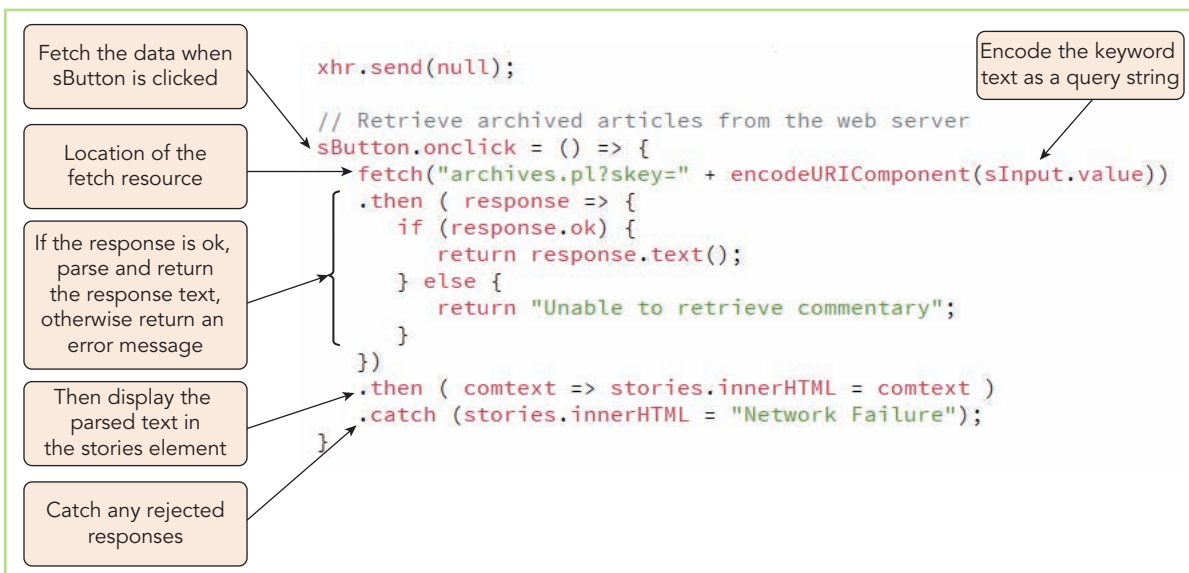 Fetch the data when
sButton is clicked
Location of the
fetch resource
If the response is ok,
parse and return
the response text,
otherwise return an
error message
Then display the
parsed text in
the stories element
Catch any rejected
responses
xhr.send(null);
// Retrieve archived articles from the web server
sButton.onclick = () => {
fetch("archives.pl?skey=" + encodeURIComponent(sInput.value))
.then ( response => {
if (response.ok) {
return response.text();
} else {
return "Unable to retrieve commentary";
}
})
.then ( comtext => stories.innerHTML = comtext )
.catch (stories.innerHTML = "Network Failure");
}
Encode the keyword
text as a query string